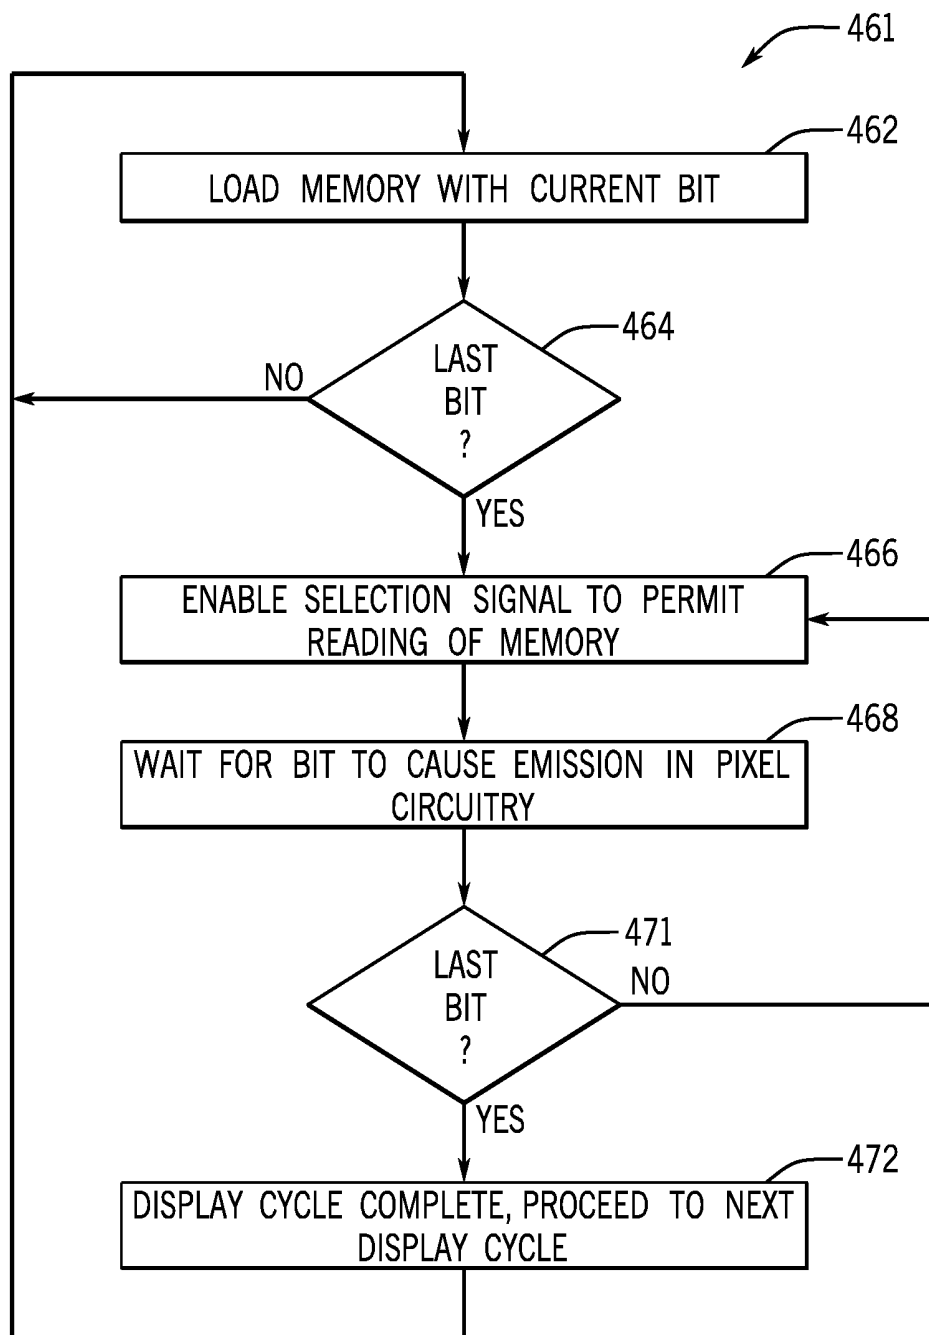 461
462
LOAD MEMORY WITH CURRENT BIT
464
LAST
BIT
?
NO
YES
466
ENABLE SELECTION SIGNAL TO PERMIT
READING OF MEMORY
468
WAIT FOR BIT TO CAUSE EMISSION IN PIXEL
CIRCUITRY
471
LAST
BIT
?
NO
YES
472
DISPLAY CYCLE COMPLETE, PROCEED TO NEXT
DISPLAY CYCLE